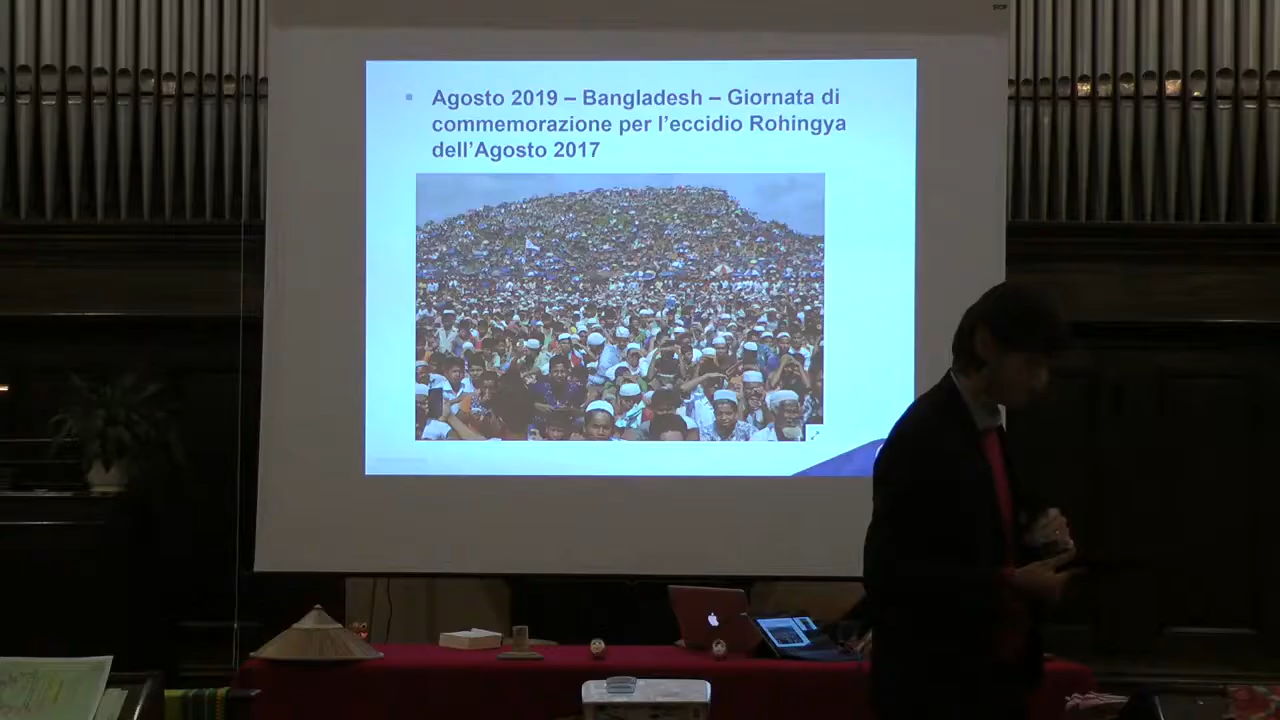 Agosto 2019 – Bangladesh – Giornata di
commemorazione per l'eccidio Rohingya
dell'Agosto 2017